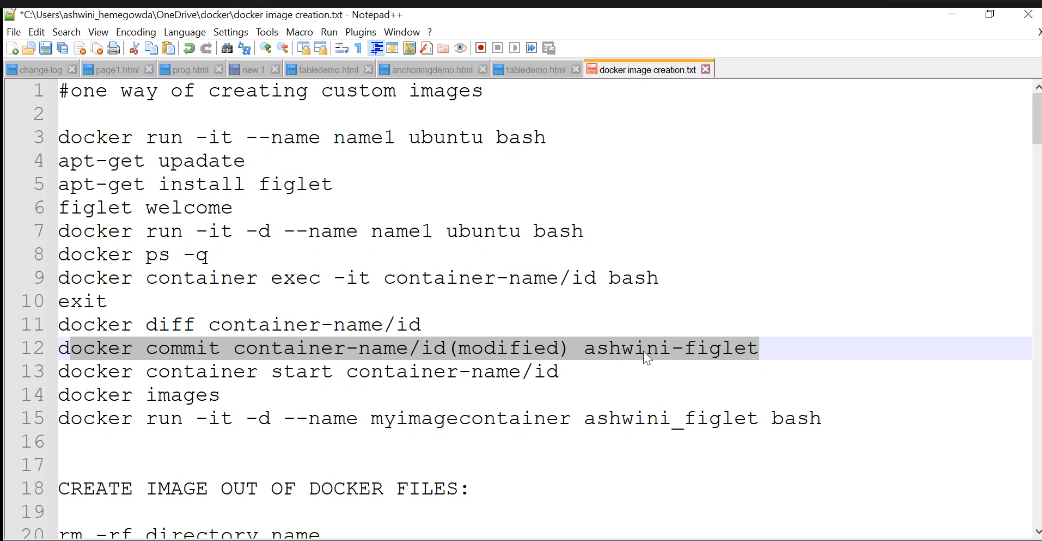 *C:\Users\ashwini_hemegowda\OneDrive\docker\docker image creation.txt - Notepad++
File Edit Search View Encoding Language Settings Tools Macro Run Plugins Window ?
change.log page1.html prog.html new 1 tabledemo.html anchorimgdemo.html tabledemo.html docker image creation.txt
1 #one way of creating custom images
2
3 docker run -it --name name1 ubuntu bash
4 apt-get upadate
5 apt-get install figlet
6 figlet welcome
7 docker run -it -d --name name1 ubuntu bash
8 docker ps -q
9 docker container exec -it container-name/id bash
10 exit
11 docker diff container-name/id
12 docker commit container-name/id(modified) ashwini-figlet
13 docker container start container-name/id
14 docker images
15 docker run -it -d --name myimagecontainer ashwini_figlet bash
16
17
18 CREATE IMAGE OUT OF DOCKER FILES:
19
20 rm -rf directory name